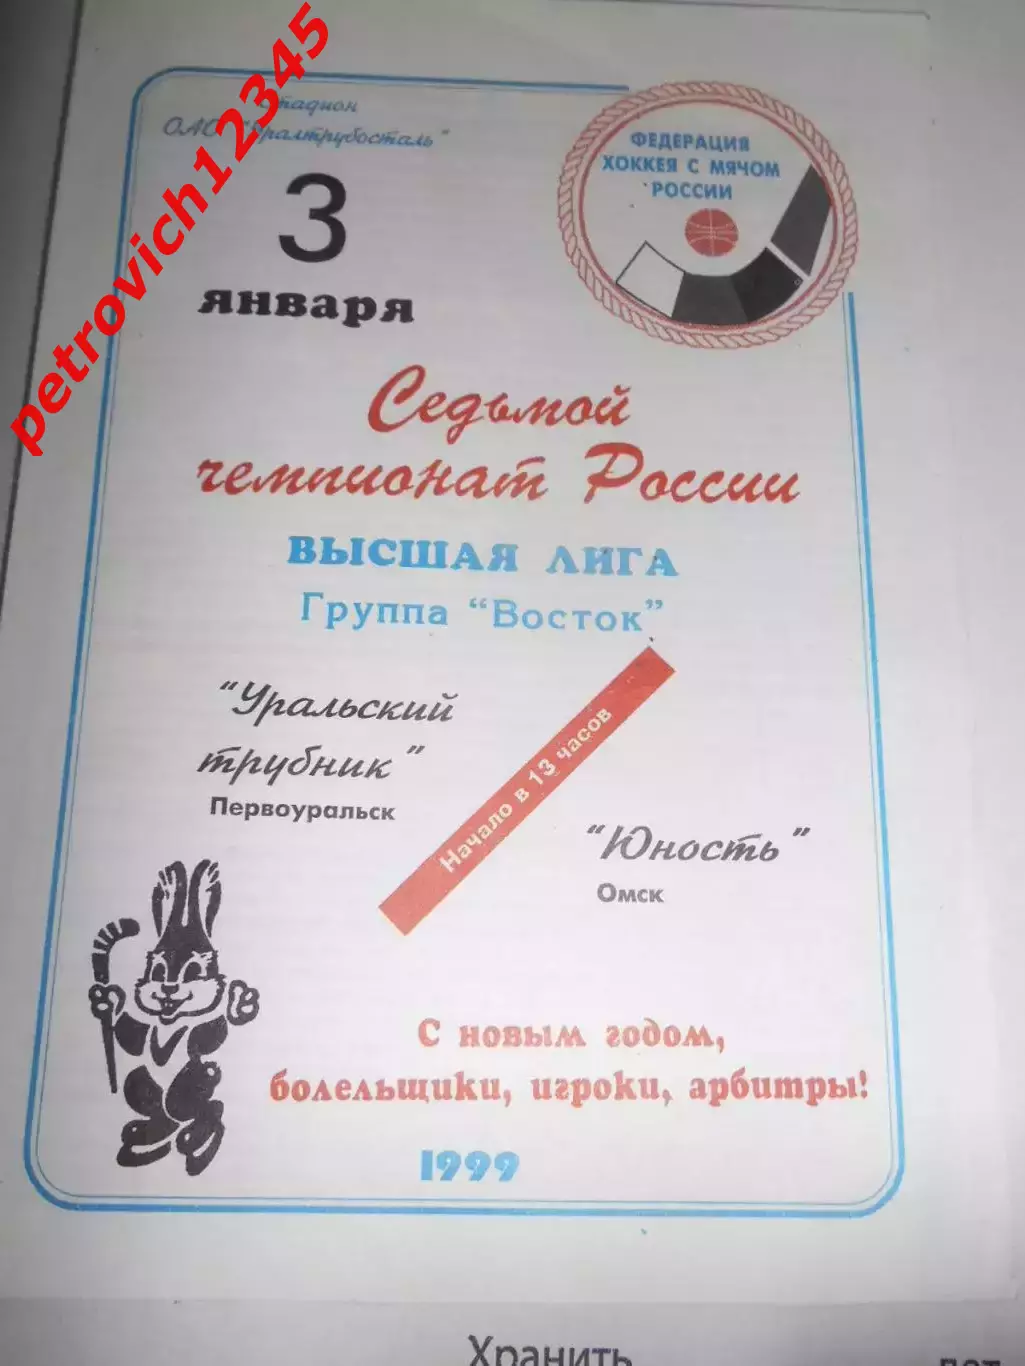 petrovich12345
Стадион
ОАО "Уралтрубосталь"
3
января
ФЕДЕРАЦИЯ
ХОККЕЯ С МЯЧОМ
РОССИИ
Седьмой
чемпионат России
ВЫСШАЯ ЛИГА
Группа "Восток"
"Уральский
трубник"
Первоуральск
Начало в 13 часов
"Юность"
Омск
С новым годом,
болельщики, игроки, арбитры!
1999
Хранить
лет